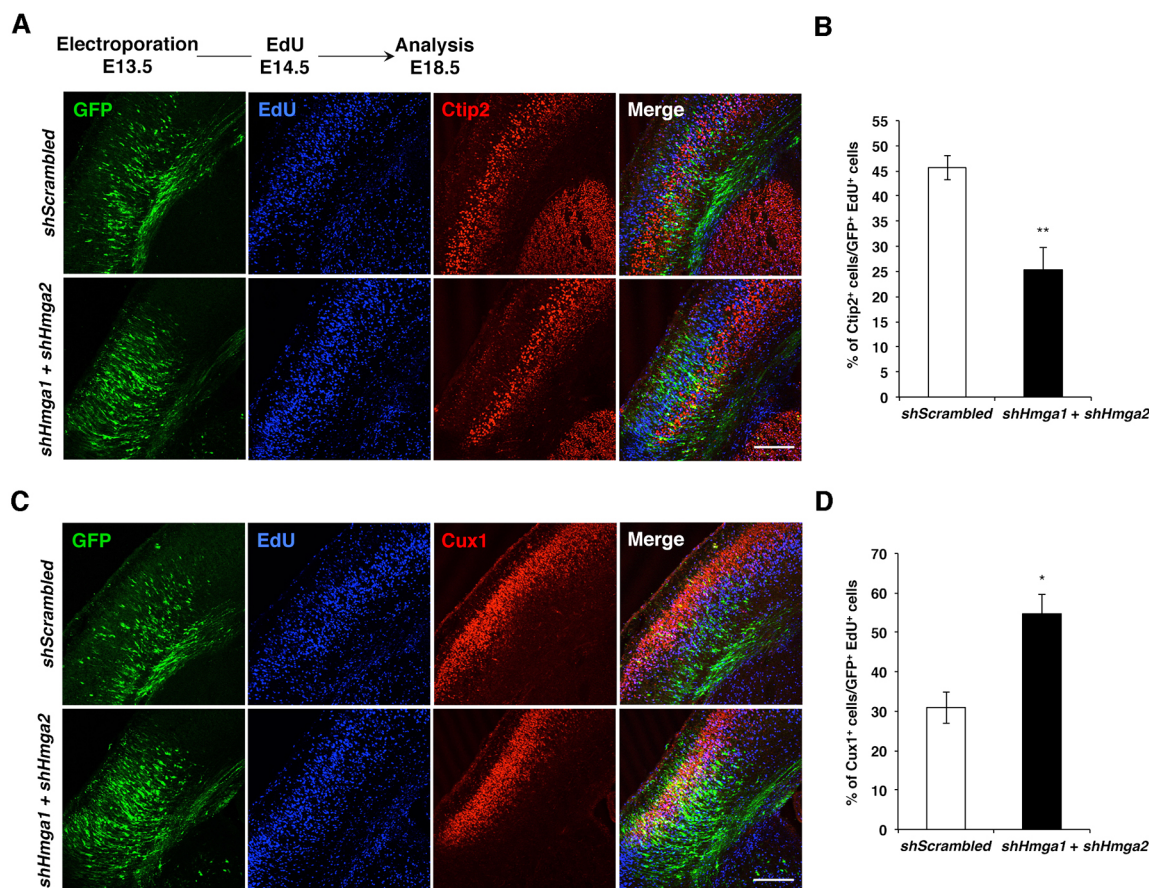 A
Electroporation
E13.5
EdU
E14.5
Analysis
E18.5
GFP
EdU
Ctip2
Merge
shScrambled
shHmga1 + shHmga2
B
55
50
45
40
35
30
25
20
15
10
5
0
% of Ctip2⁺ cells/GFP⁺ EdU⁺ cells
**
shScrambled
shHmga1 + shHmga2
C
GFP
EdU
Cux1
Merge
shScrambled
shHmga1 + shHmga2
D
70
60
50
40
30
20
10
0
% of Cux1⁺ cells/GFP⁺ EdU⁺ cells
*
shScrambled
shHmga1 + shHmga2